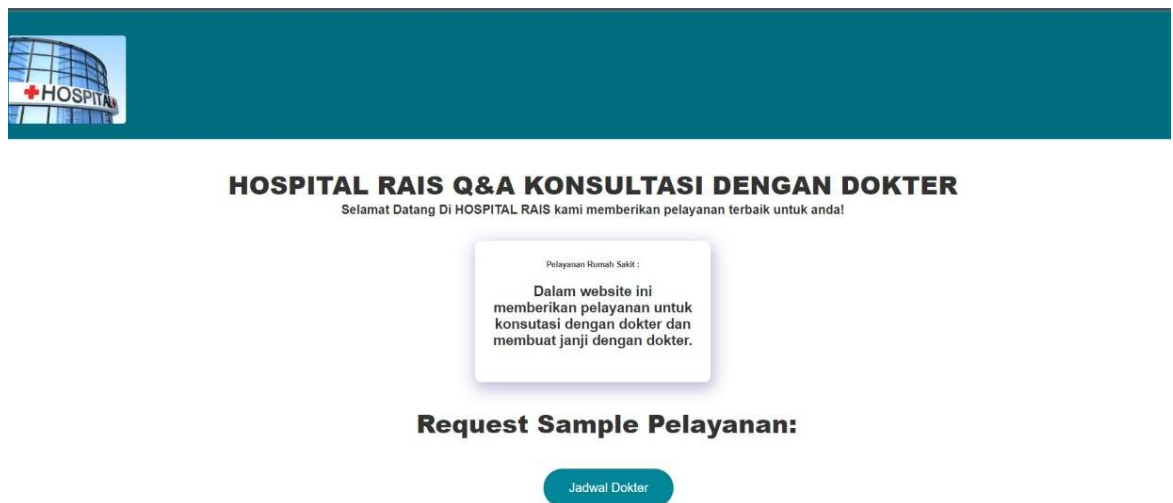 HOSPITAL
HOSPITAL RAIS Q&A KONSULTASI DENGAN DOKTER
Selamat Datang Di HOSPITAL RAIS kami memberikan pelayanan terbaik untuk anda!
Pelayanan Rumah Sakit :
Dalam website ini
memberikan pelayanan untuk
konsutasi dengan dokter dan
membuat janji dengan dokter.
Request Sample Pelayanan:
Jadwal Dokter